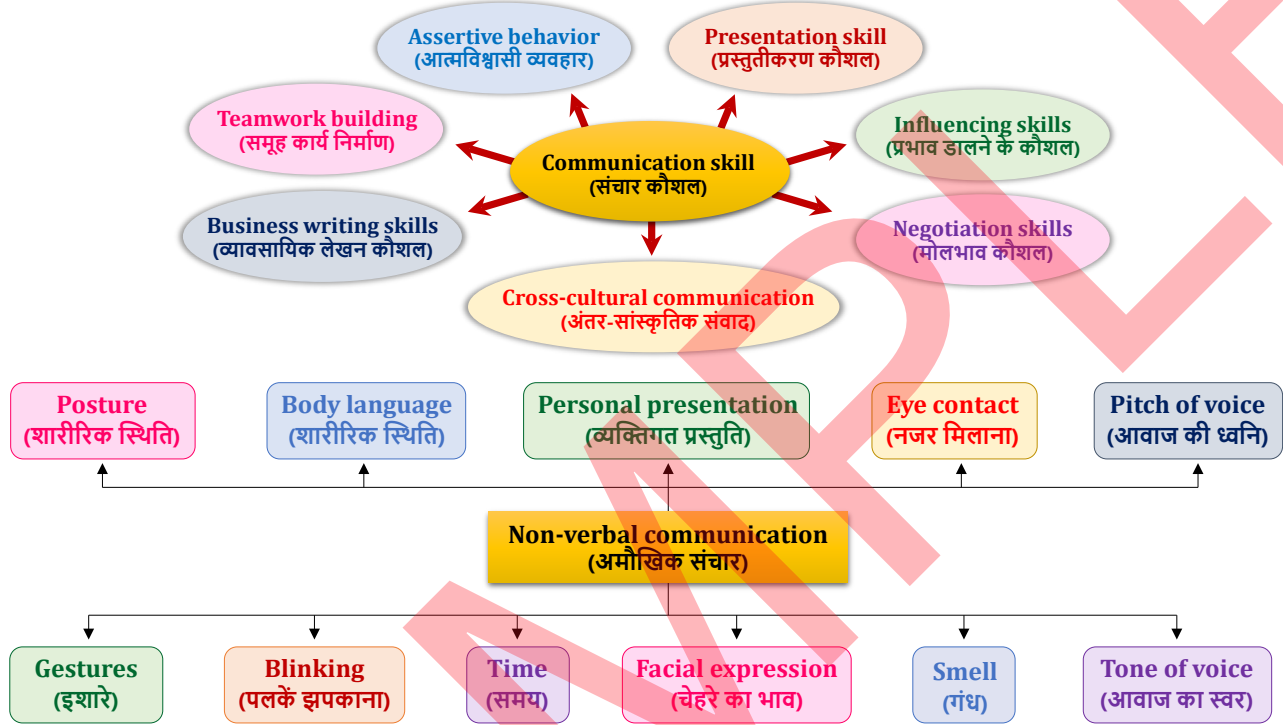 Assertive behavior
(आत्मविश्वासी व्यवहार)
Presentation skill
(प्रस्तुतीकरण कौशल)
Teamwork building
(समूह कार्य निर्माण)
Influencing skills
(प्रभाव डालने के कौशल)
Communication skill
(संचार कौशल)
Business writing skills
(व्यावसायिक लेखन कौशल)
Negotiation skills
(मोलभाव कौशल)
Cross-cultural communication
(अंतर-सांस्कृतिक संवाद)
Posture
(शारीरिक स्थिति)
Body language
(शारीरिक स्थिति)
Personal presentation
(व्यक्तिगत प्रस्तुति)
Eye contact
(नजर मिलाना)
Pitch of voice
(आवाज की ध्वनि)
Non-verbal communication
(अमौखिक संचार)
Gestures
(इशारे)
Blinking
(पलकें झपकाना)
Time
(समय)
Facial expression
(चेहरे का भाव)
Smell
(गंध)
Tone of voice
(आवाज का स्वर)
MPL